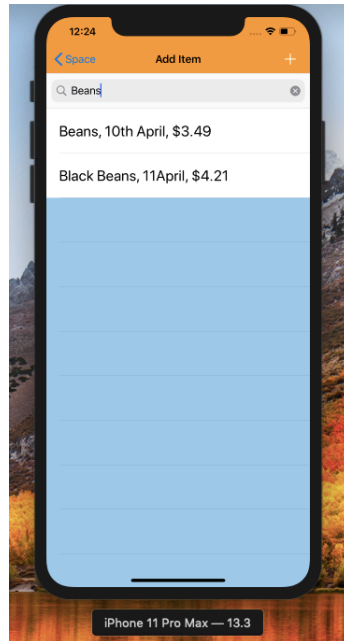 12:24
Space Add Item +
Beans
Beans, 10th April, $3.49
Black Beans, 11April, $4.21
iPhone 11 Pro Max — 13.3